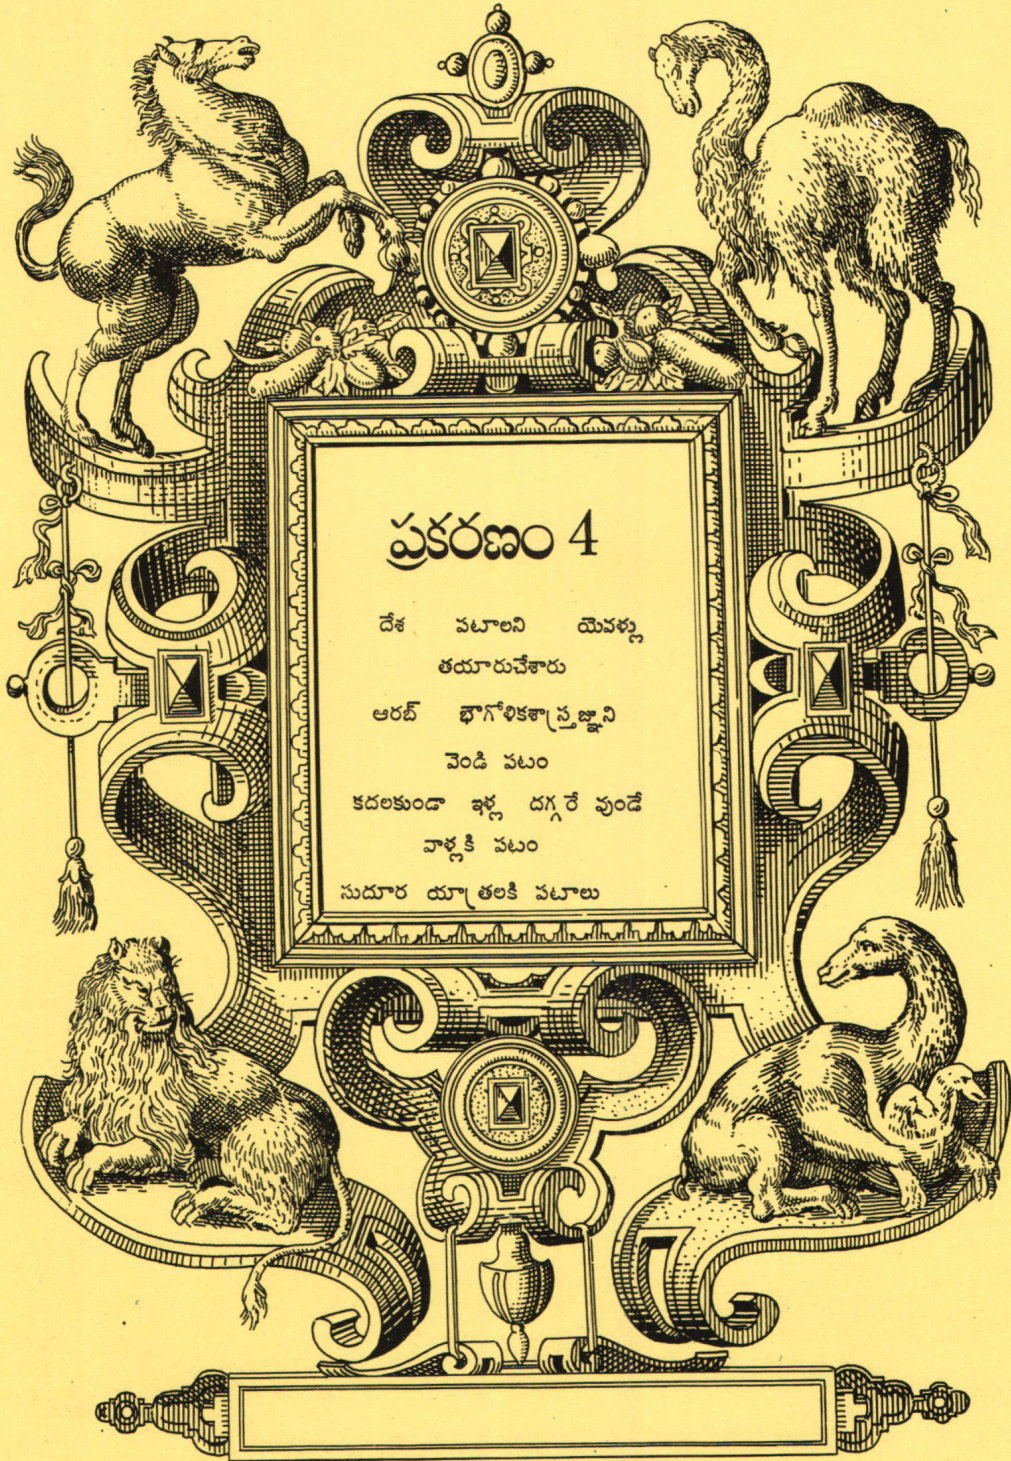 ప్రకరణం 4
దేశ పటాలని యెవళ్లు
తయారుచేశారు
ఆరబ్ భౌగోళికశాస్త్రజ్ఞుని
వెండి పటం
కదలకుండా ఇళ్ల దగ్గరే వుండే
వాళ్లకి పటం
సుదూర యాత్రలకి పటాలు